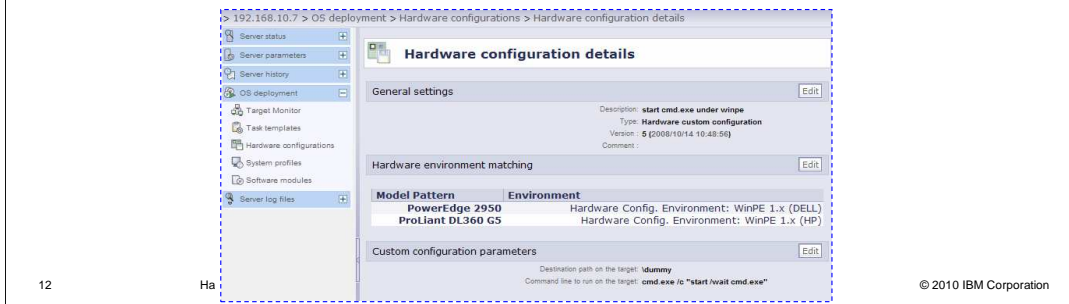 > 192.168.10.7 > OS deployment > Hardware configurations > Hardware configuration details
Server status
Server parameters
Server history
OS deployment
Target Monitor
Task templates
Hardware configurations
System profiles
Software modules
Server log files
Hardware configuration details
General settings Edit
Description: start cmd.exe under winpe
Type: Hardware custom configuration
Version : 5 (2008/10/14 10:48:56)
Comment :
Hardware environment matching Edit
Model Pattern Environment
PowerEdge 2950 Hardware Config. Environment: WinPE 1.x (DELL)
ProLiant DL360 G5 Hardware Config. Environment: WinPE 1.x (HP)
Custom configuration parameters Edit
Destination path on the target: \dummy
Command line to run on the target: cmd.exe /c "start /wait cmd.exe"
12 Ha © 2010 IBM Corporation